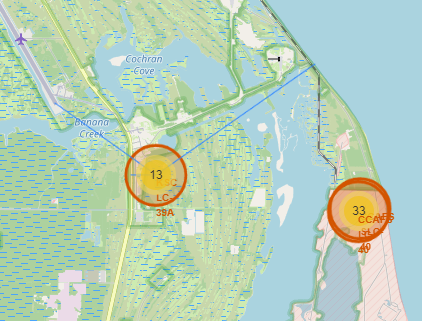 Cochran
Cove
Banana
Creek
13
LC-
39A
33
CCAFS
40